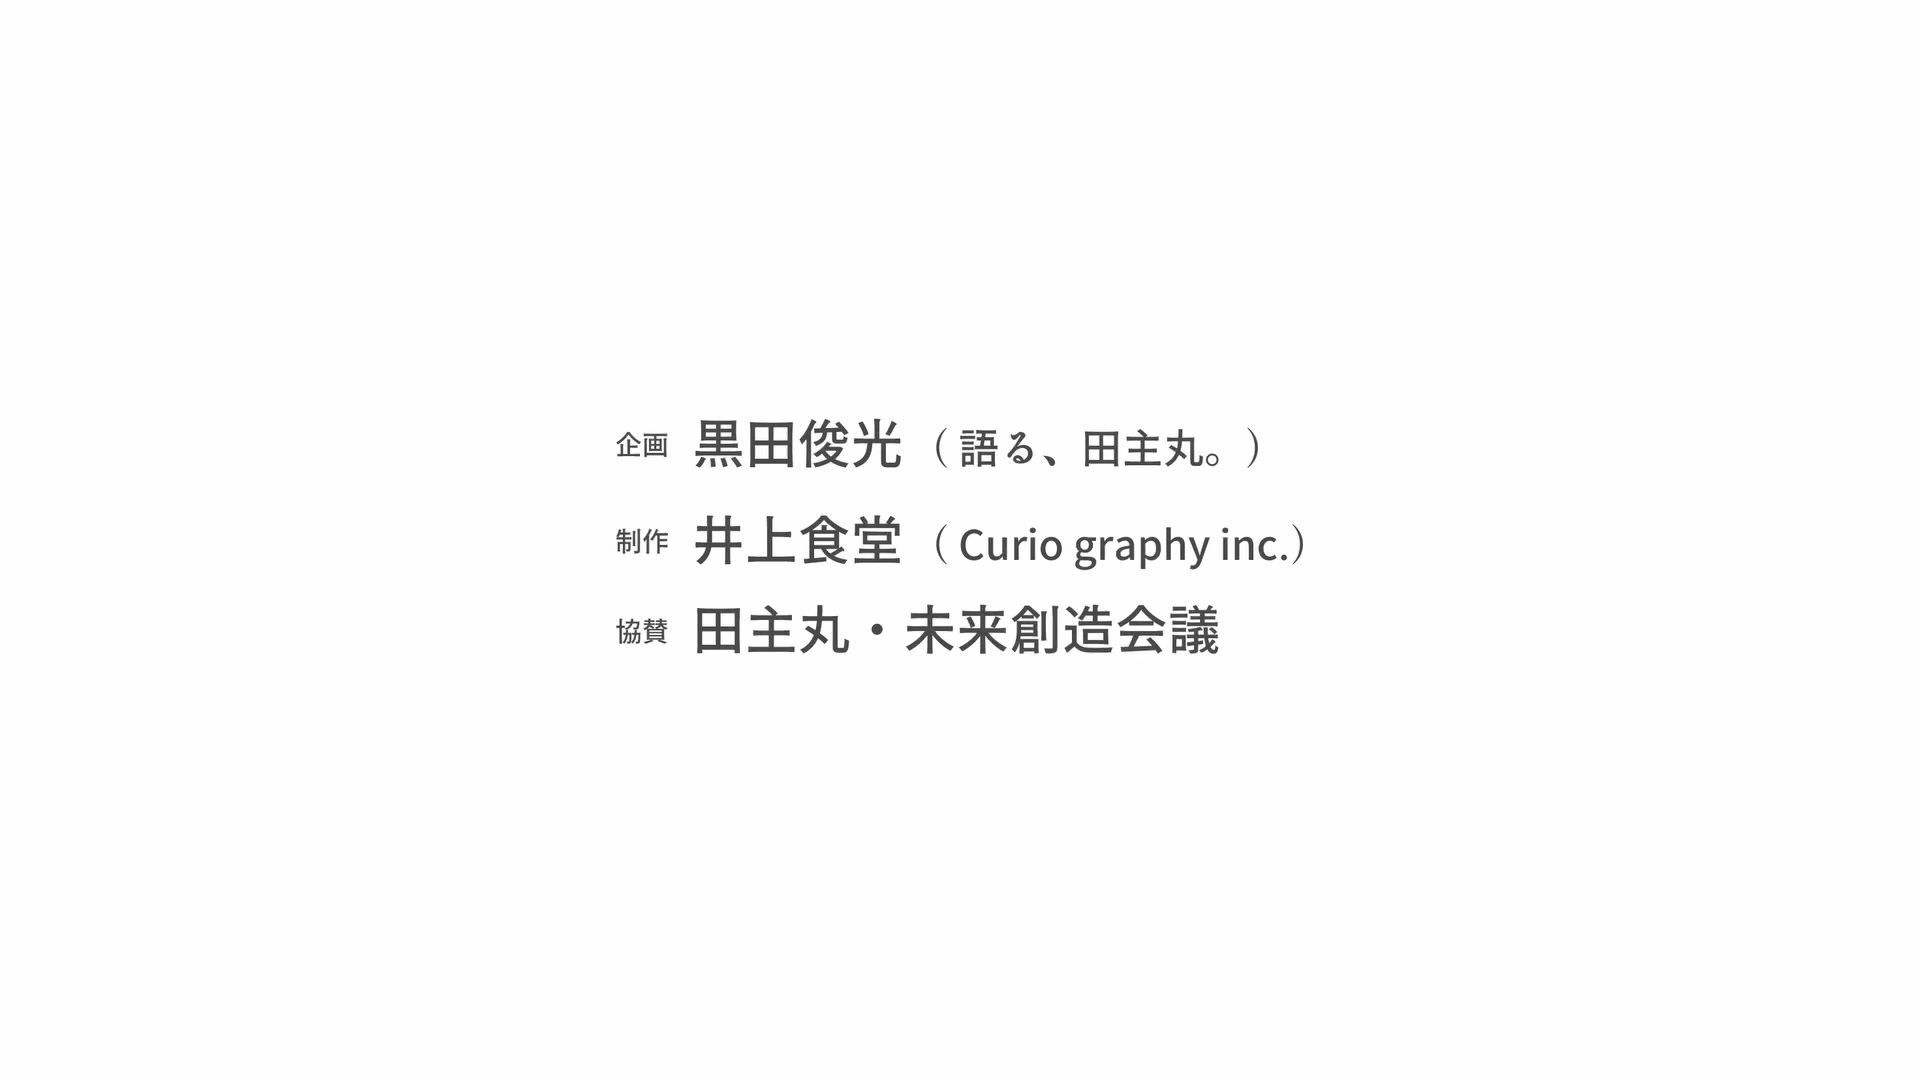 企画 黒田俊光 （ 語る、田主丸。）
制作 井上食堂 （ Curio graphy inc.）
協賛 田主丸・未来創造会議